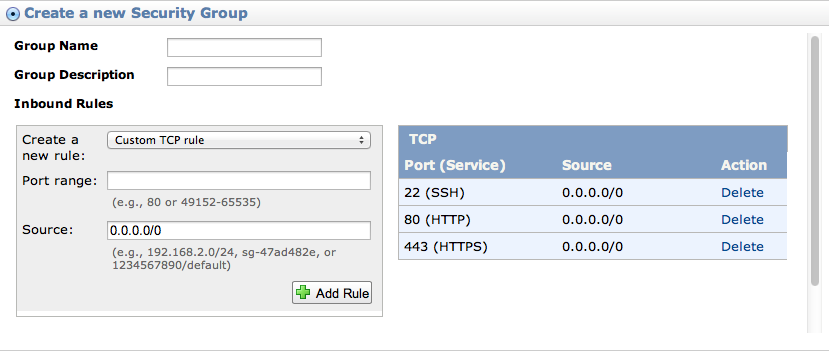 Create a new Security Group
Group Name
Group Description
Inbound Rules
Create a new rule:
Custom TCP rule
Port range:
(e.g., 80 or 49152-65535)
Source:
0.0.0.0/0
(e.g., 192.168.2.0/24, sg-47ad482e, or
1234567890/default)
Add Rule
TCP
Port (Service) Source Action
22 (SSH) 0.0.0.0/0 Delete
80 (HTTP) 0.0.0.0/0 Delete
443 (HTTPS) 0.0.0.0/0 Delete